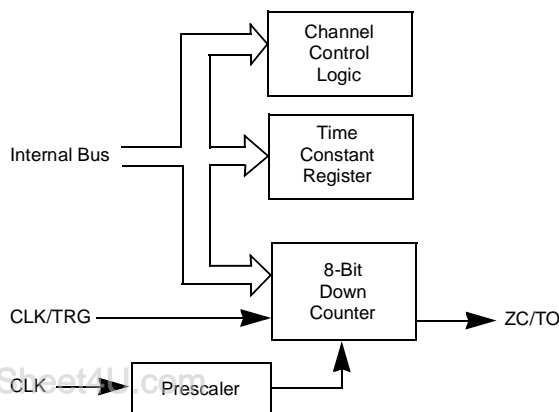 Channel
Control
Logic
Internal Bus
Time
Constant
Register
8-Bit
Down
Counter
CLK/TRG
ZC/TO
CLK
Prescaler
Sheet4U.com